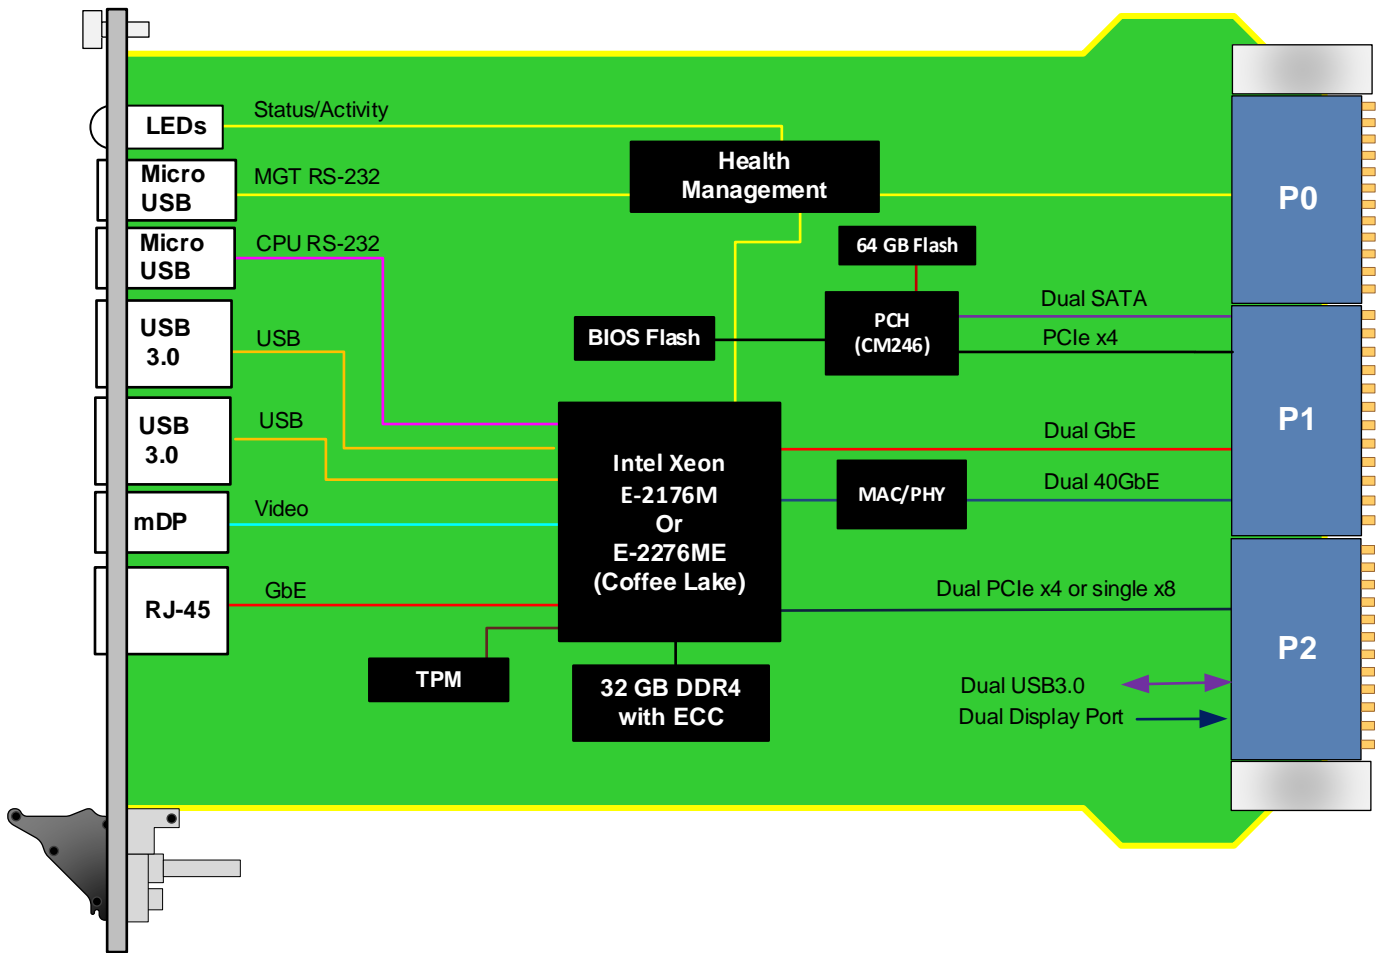 Status/Activity
LEDs
Health
Management
Micro
USB
MGT RS-232
P0
Micro
USB
CPU RS-232
64 GB Flash
Dual SATA
PCH
(CM246)
PCIe x4
BIOS Flash
USB
3.0
USB
P1
USB
3.0
USB
Dual GbE
Intel Xeon
E-2176M
Or
E-2276ME
(Coffee Lake)
MAC/PHY
Dual 40GbE
mDP
Video
RJ-45
GbE
Dual PCIe x4 or single x8
P2
TPM
32 GB DDR4
with ECC
Dual USB3.0
Dual Display Port